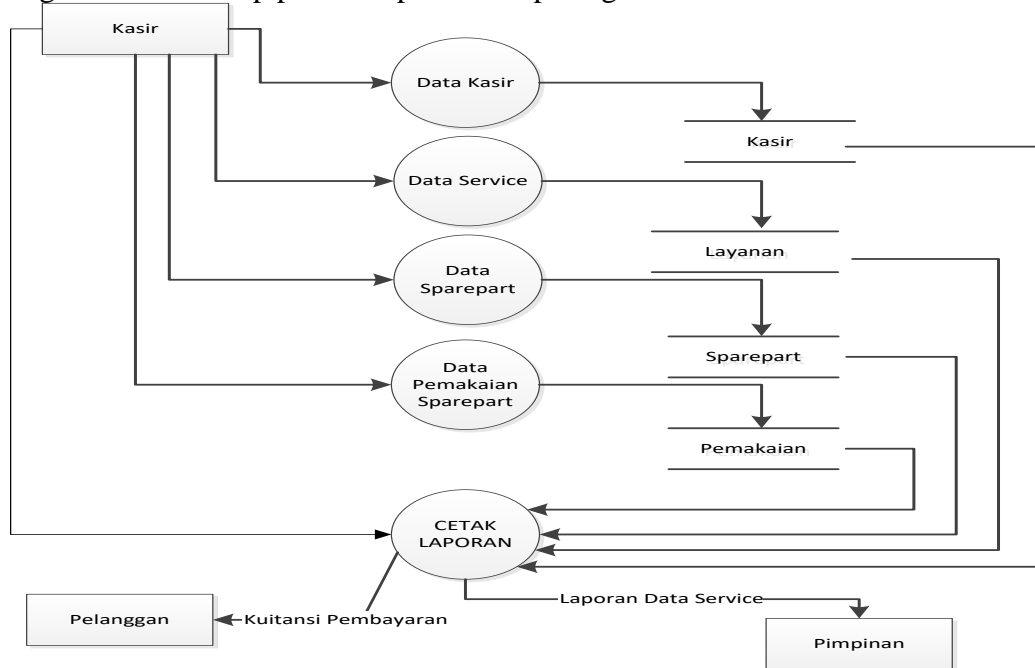 Kasir
Data Kasir
Kasir
Data Service
Layanan
Data
Sparepart
Sparepart
Data
Pemakaian
Sparepart
Pemakaian
CETAK
LAPORAN
Laporan Data Service
Kuitansi Pembayaran
Pelanggan
Pimpinan